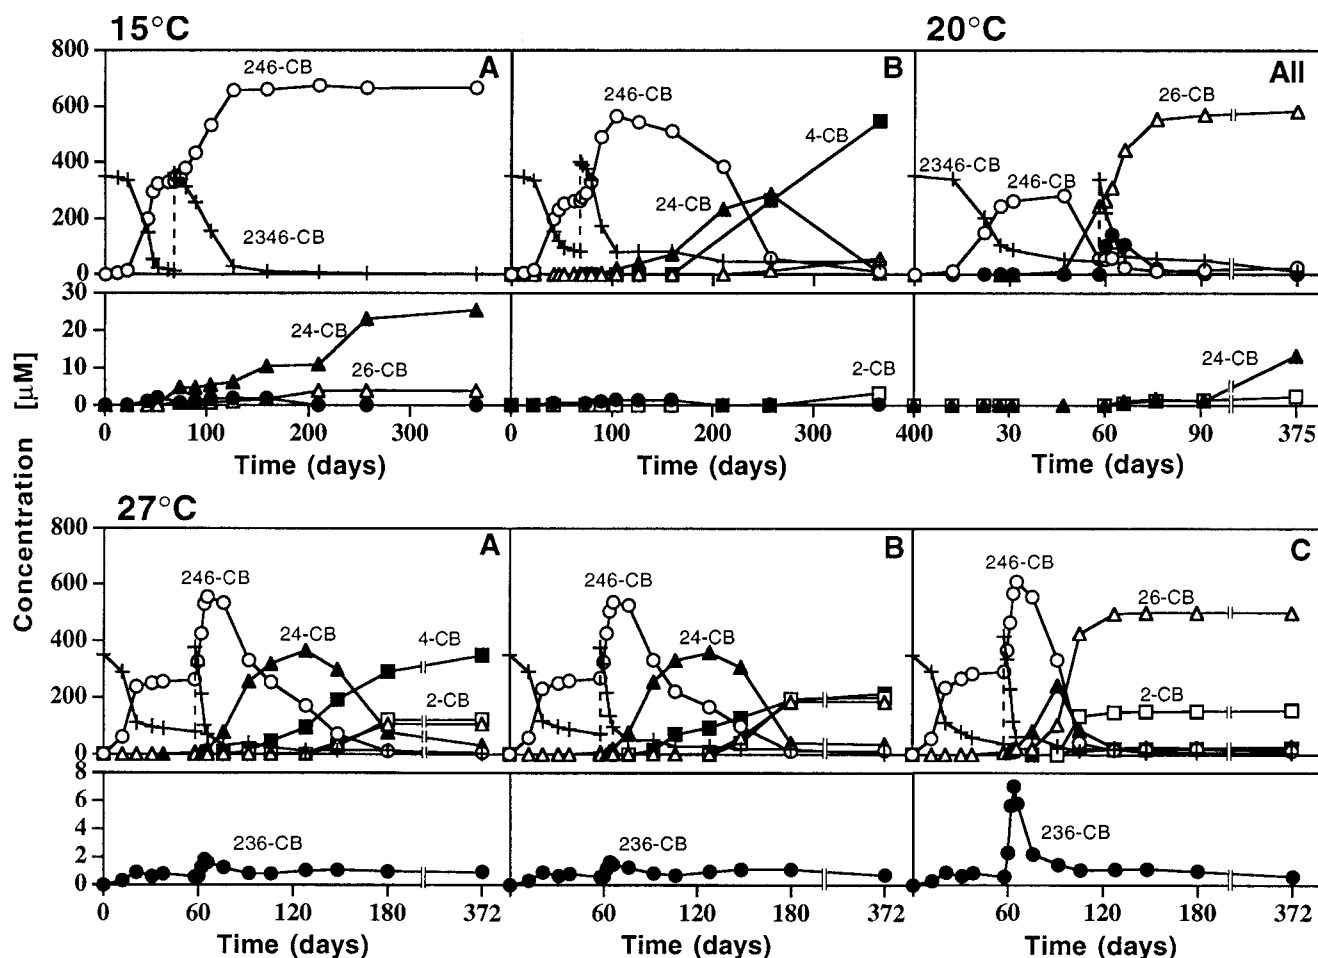 15°C
20°C
800
600
400
200
0
A
246-CB
2346-CB
B
246-CB
4-CB
24-CB
All
26-CB
2346-CB
246-CB
30
20
10
0
24-CB
26-CB
2-CB
24-CB
0 100 200 300
0 100 200 300
400 30 60 90 375
Time (days)
Time (days)
Time (days)
Concentration [µM]
27°C
800
600
400
200
0
A
246-CB
24-CB
4-CB
2-CB
B
246-CB
24-CB
C
246-CB
26-CB
2-CB
8
6
4
2
0
236-CB
236-CB
236-CB
0 60 120 180 372
60 120 180 372
60 120 180 372
Time (days)
Time (days)
Time (days)